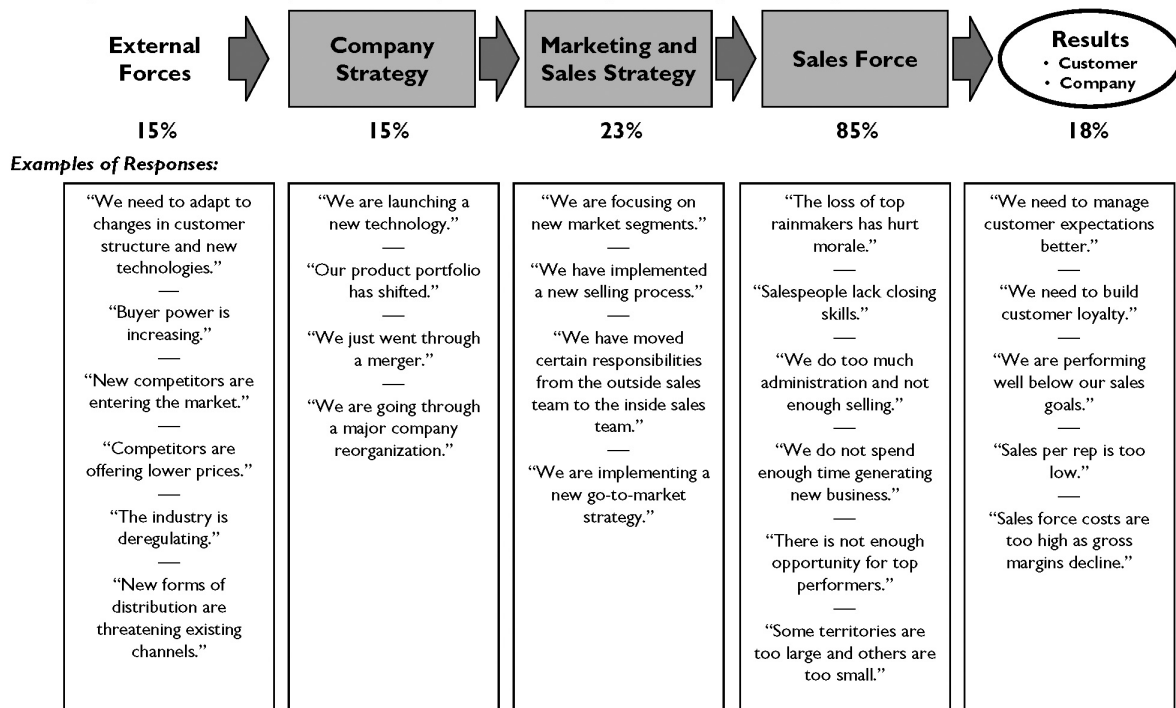 External
Forces
Company
Strategy
Marketing and
Sales Strategy
Sales Force
Results
• Customer
• Company
15%
15%
23%
85%
18%
Examples of Responses:
“We need to adapt to
changes in customer
structure and new
technologies.”
“Buyer power is
increasing.”
“New competitors are
entering the market.”
“Competitors are
offering lower prices.”
“The industry is
deregulating.”
“New forms of
distribution are
threatening existing
channels.”
“We are launching a
new technology.”
“Our product portfolio
has shifted.”
“We just went through
a merger.”
“We are going through
a major company
reorganization.”
“We are focusing on
new market segments.”
“We have implemented
a new selling process.”
“We have moved
certain responsibilities
from the outside sales
team to the inside sales
team.”
“We are implementing a
new go-to-market
strategy.”
“The loss of top
rainmakers has hurt
morale.”
“Salespeople lack closing
skills.”
“We do too much
administration and not
enough selling.”
“We do not spend
enough time generating
new business.”
“There is not enough
opportunity for top
performers.”
“Some territories are
too large and others are
too small.”
“We need to manage
customer expectations
better.”
“We need to build
customer loyalty.”
“We are performing
well below our sales
goals.”
“Sales per rep is too
low.”
“Sales force costs are
too high as gross
margins decline.”